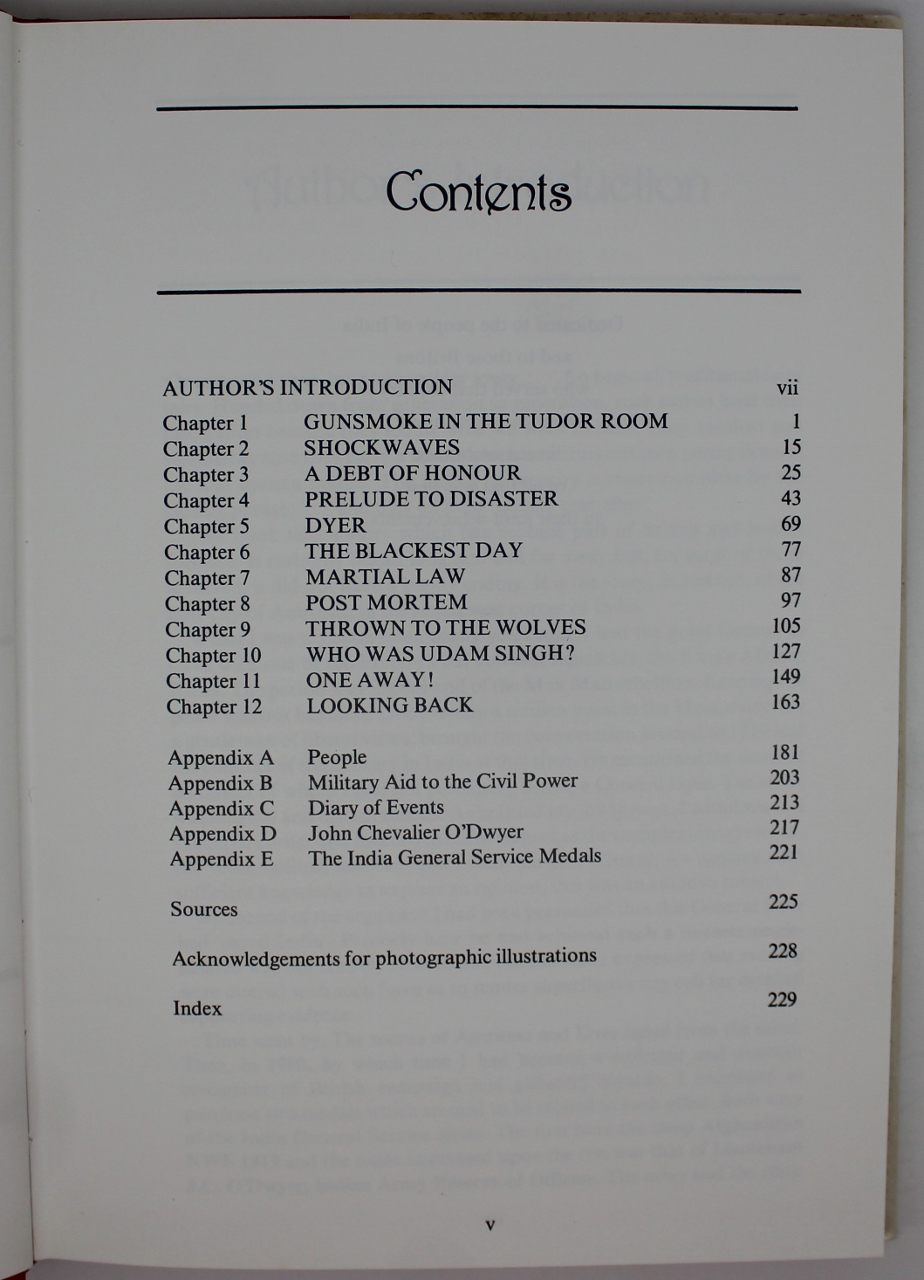 Contents
AUTHOR'S INTRODUCTION vii
Chapter 1 GUNSMOKE IN THE TUDOR ROOM 1
Chapter 2 SHOCKWAVES 15
Chapter 3 A DEBT OF HONOUR 25
Chapter 4 PRELUDE TO DISASTER 43
Chapter 5 DYER 69
Chapter 6 THE BLACKEST DAY 77
Chapter 7 MARTIAL LAW 87
Chapter 8 POST MORTEM 97
Chapter 9 THROWN TO THE WOLVES 105
Chapter 10 WHO WAS UDAM SINGH? 127
Chapter 11 ONE AWAY! 149
Chapter 12 LOOKING BACK 163
Appendix A People 181
Appendix B Military Aid to the Civil Power 203
Appendix C Diary of Events 213
Appendix D John Chevalier O'Dwyer 217
Appendix E The India General Service Medals 221
Sources 225
Acknowledgements for photographic illustrations 228
Index 229
v